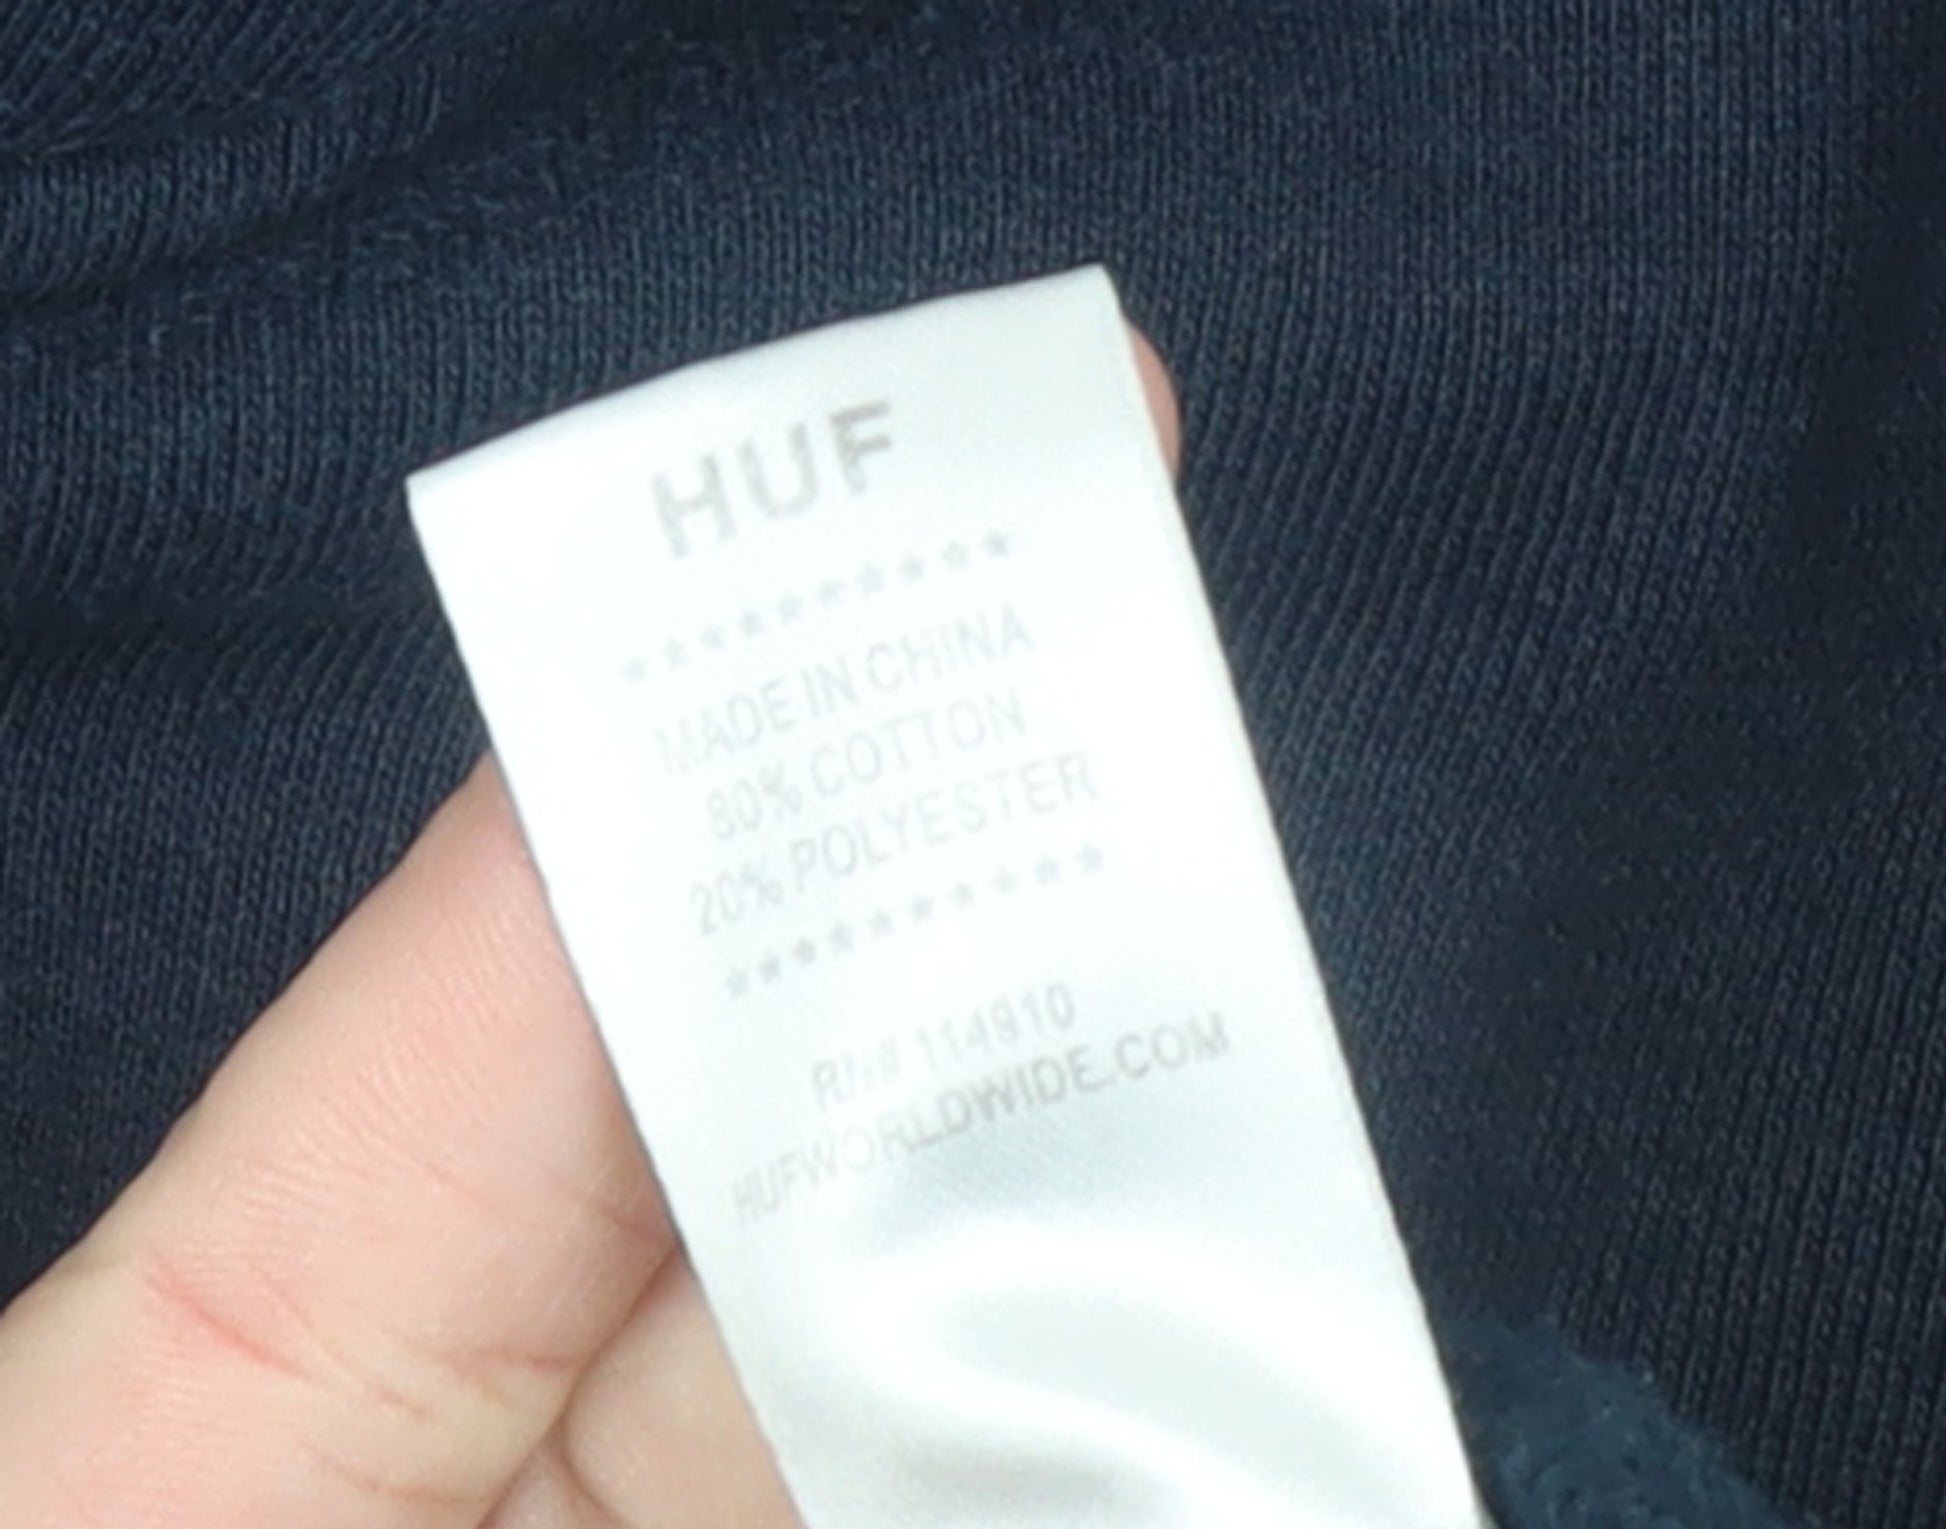 HUF
**********
MADE IN CHINA
80% COTTON
20% POLYESTER
**********
RN# 114910
HUFWORLDWIDE.COM